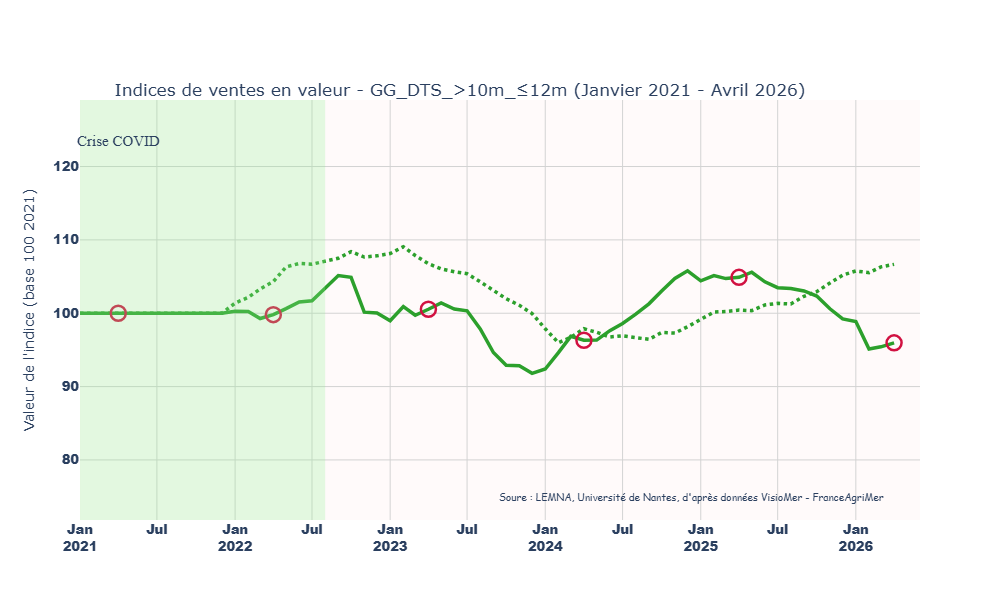 Indices de ventes en valeur - GG_DTS_>10m_≤12m (Janvier 2021 - Avril 2026)
Crise COVID
120
110
100
90
80
Valeur de l'indice (base 100 2021)
Soure : LEMNA, Université de Nantes, d'après données VisioMer - FranceAgriMer
Jan Jul Jan Jul Jan Jul Jan Jul Jan Jul Jan
2021 2022 2023 2024 2025 2026